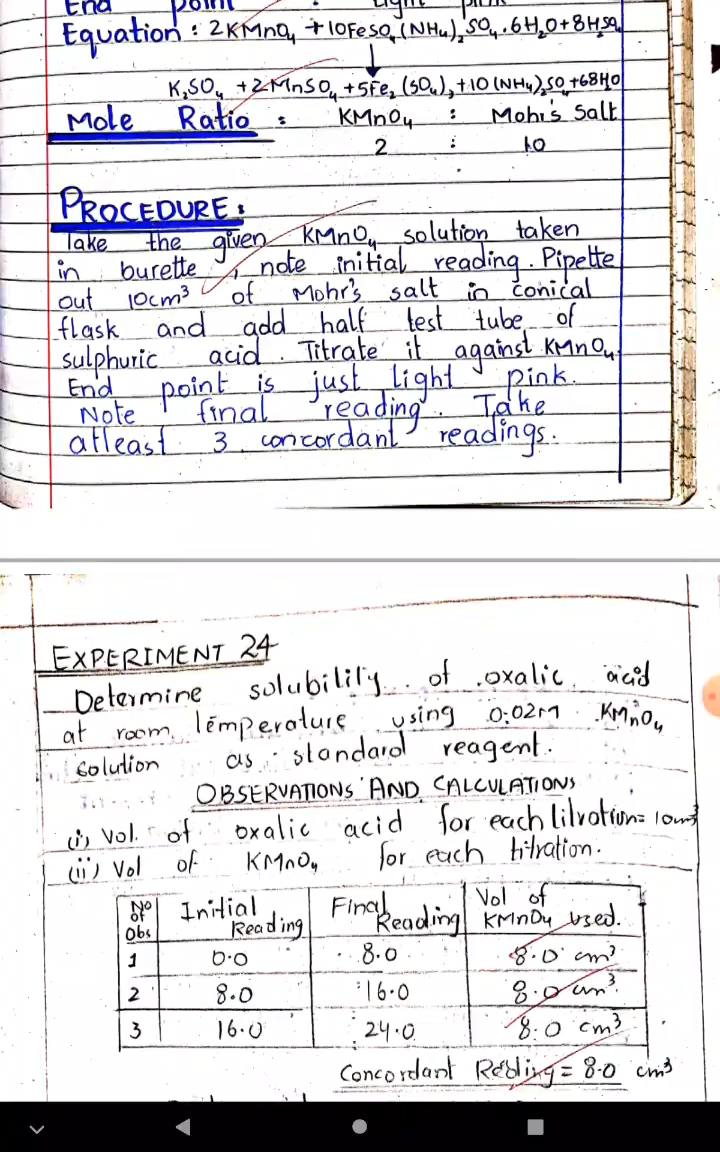 End point : Light pink
Equation : 2KMnO₄ + 10FeSO₄(NH₄)₂SO₄.6H₂O + 8H₂SO₄
K₂SO₄ + 2MnSO₄ + 5Fe₂(SO₄)₃ + 10(NH₄)₂SO₄ + 68H₂O
Mole Ratio : KMnO₄ : Mohr's Salt
2 : 10
PROCEDURE:
Take the given KMnO₄ solution taken
in burette, note initial reading. Pipette
out 10cm³ of Mohr's salt in conical
flask and add half test tube of
sulphuric acid. Titrate it against KMnO₄.
End point is just light pink.
Note final reading. Take
atleast 3 concordant readings.
EXPERIMENT 24
Determine solubility of oxalic acid
at room temperature using 0.02M KMnO₄
solution as standard reagent.
OBSERVATIONS AND CALCULATIONS
(i) Vol. of oxalic acid for each titration = 10cm³
(ii) Vol of KMnO₄ for each titration.
No of Obs Initial Reading Final Reading Vol of KMnO₄ used.
1 0.0 8.0 8.0 cm³
2 8.0 16.0 8.0 cm³.
3 16.0 24.0 8.0 cm³
Concordant Reading = 8.0 cm³